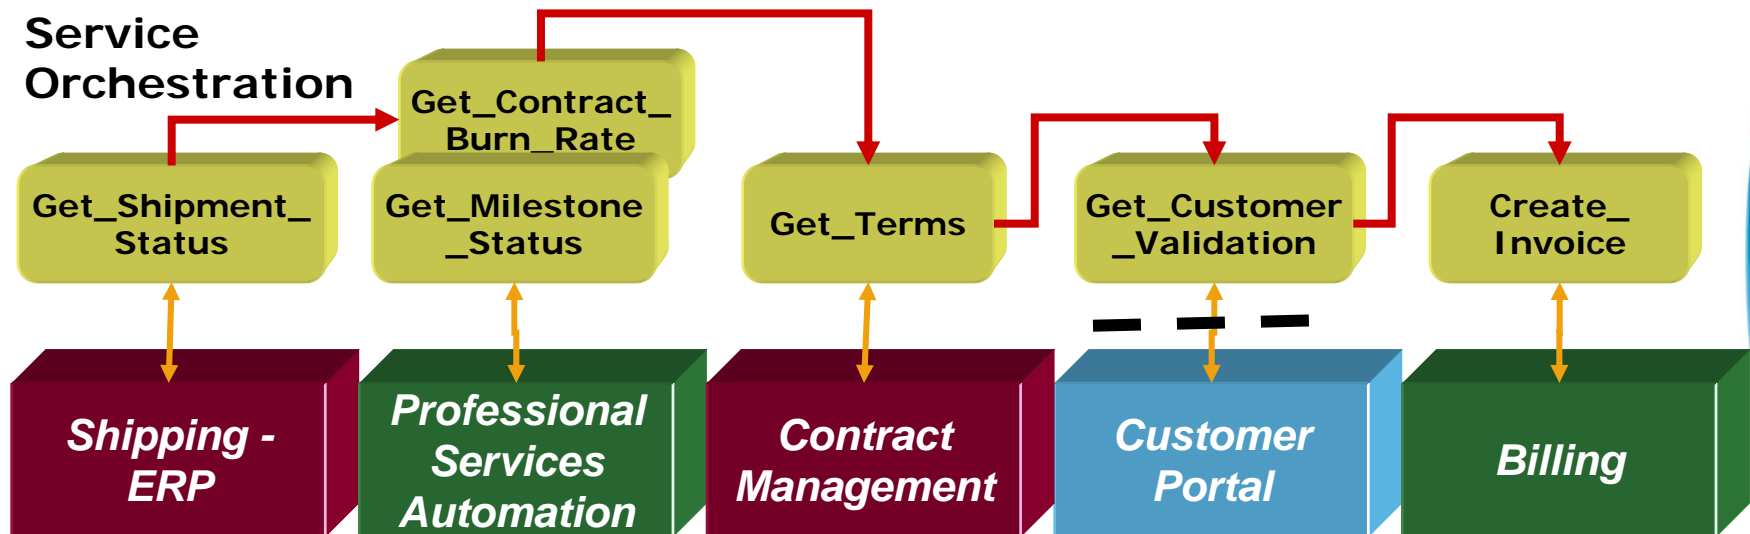 Service
Orchestration
Get_Contract_
Burn_Rate
Get_Shipment_
Status
Get_Milestone
_Status
Get_Terms
Get_Customer
_Validation
Create_
Invoice
Shipping -
ERP
Professional
Services
Automation
Contract
Management
Customer
Portal
Billing